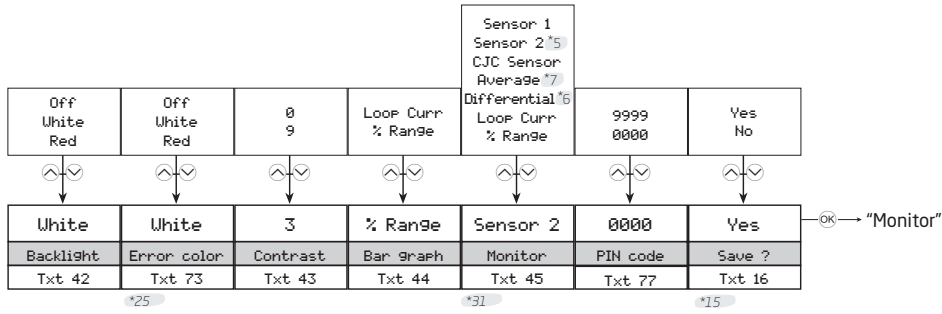 Off
White
Red
Off
White
Red
0
9
Loop Curr
% Range
Sensor 1
Sensor 2 *5
CJC Sensor
Average *7
Differential *6
Loop Curr
% Range
9999
0000
Yes
No
White
White
3
% Range
Sensor 2
0000
Yes
OK
"Monitor"
Backlight
Error color
Contrast
Bar graph
Monitor
PIN code
Save ?
Txt 42
Txt 73
Txt 43
Txt 44
Txt 45
Txt 77
Txt 16
*25
*31
*15